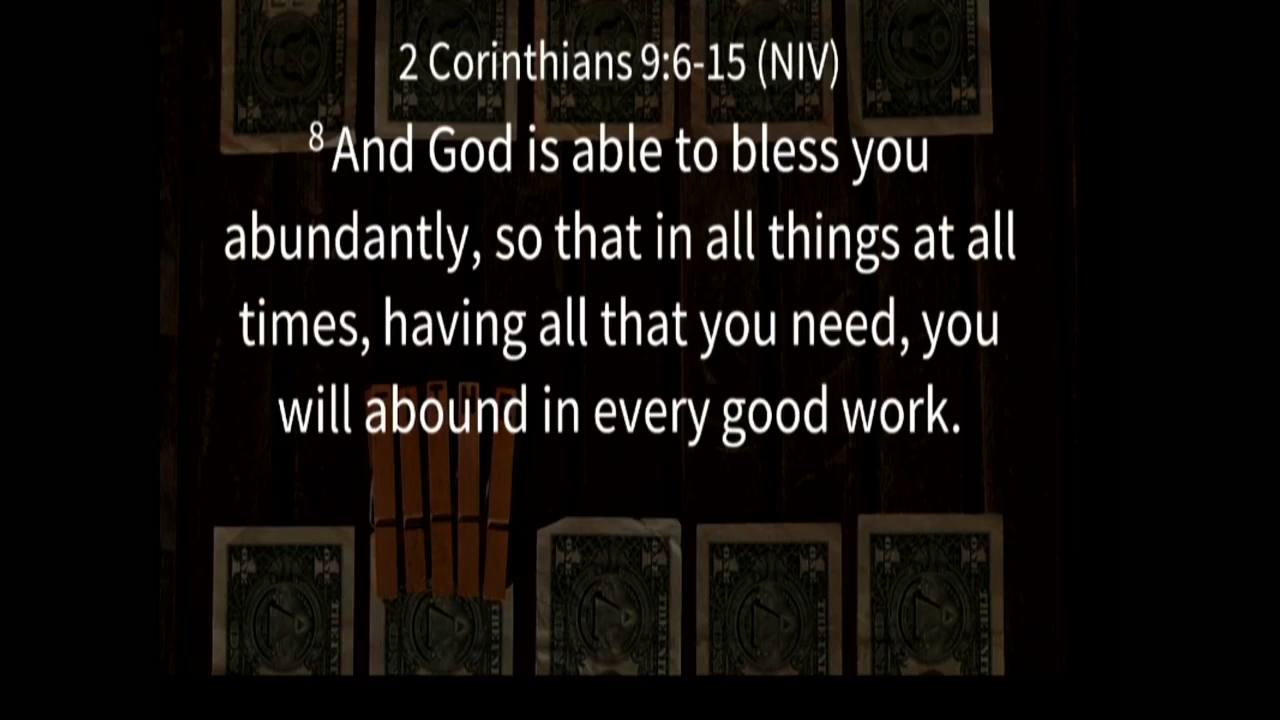 2 Corinthians 9:6-15 (NIV)
8 And God is able to bless you
abundantly, so that in all things at all
times, having all that you need, you
will abound in every good work.